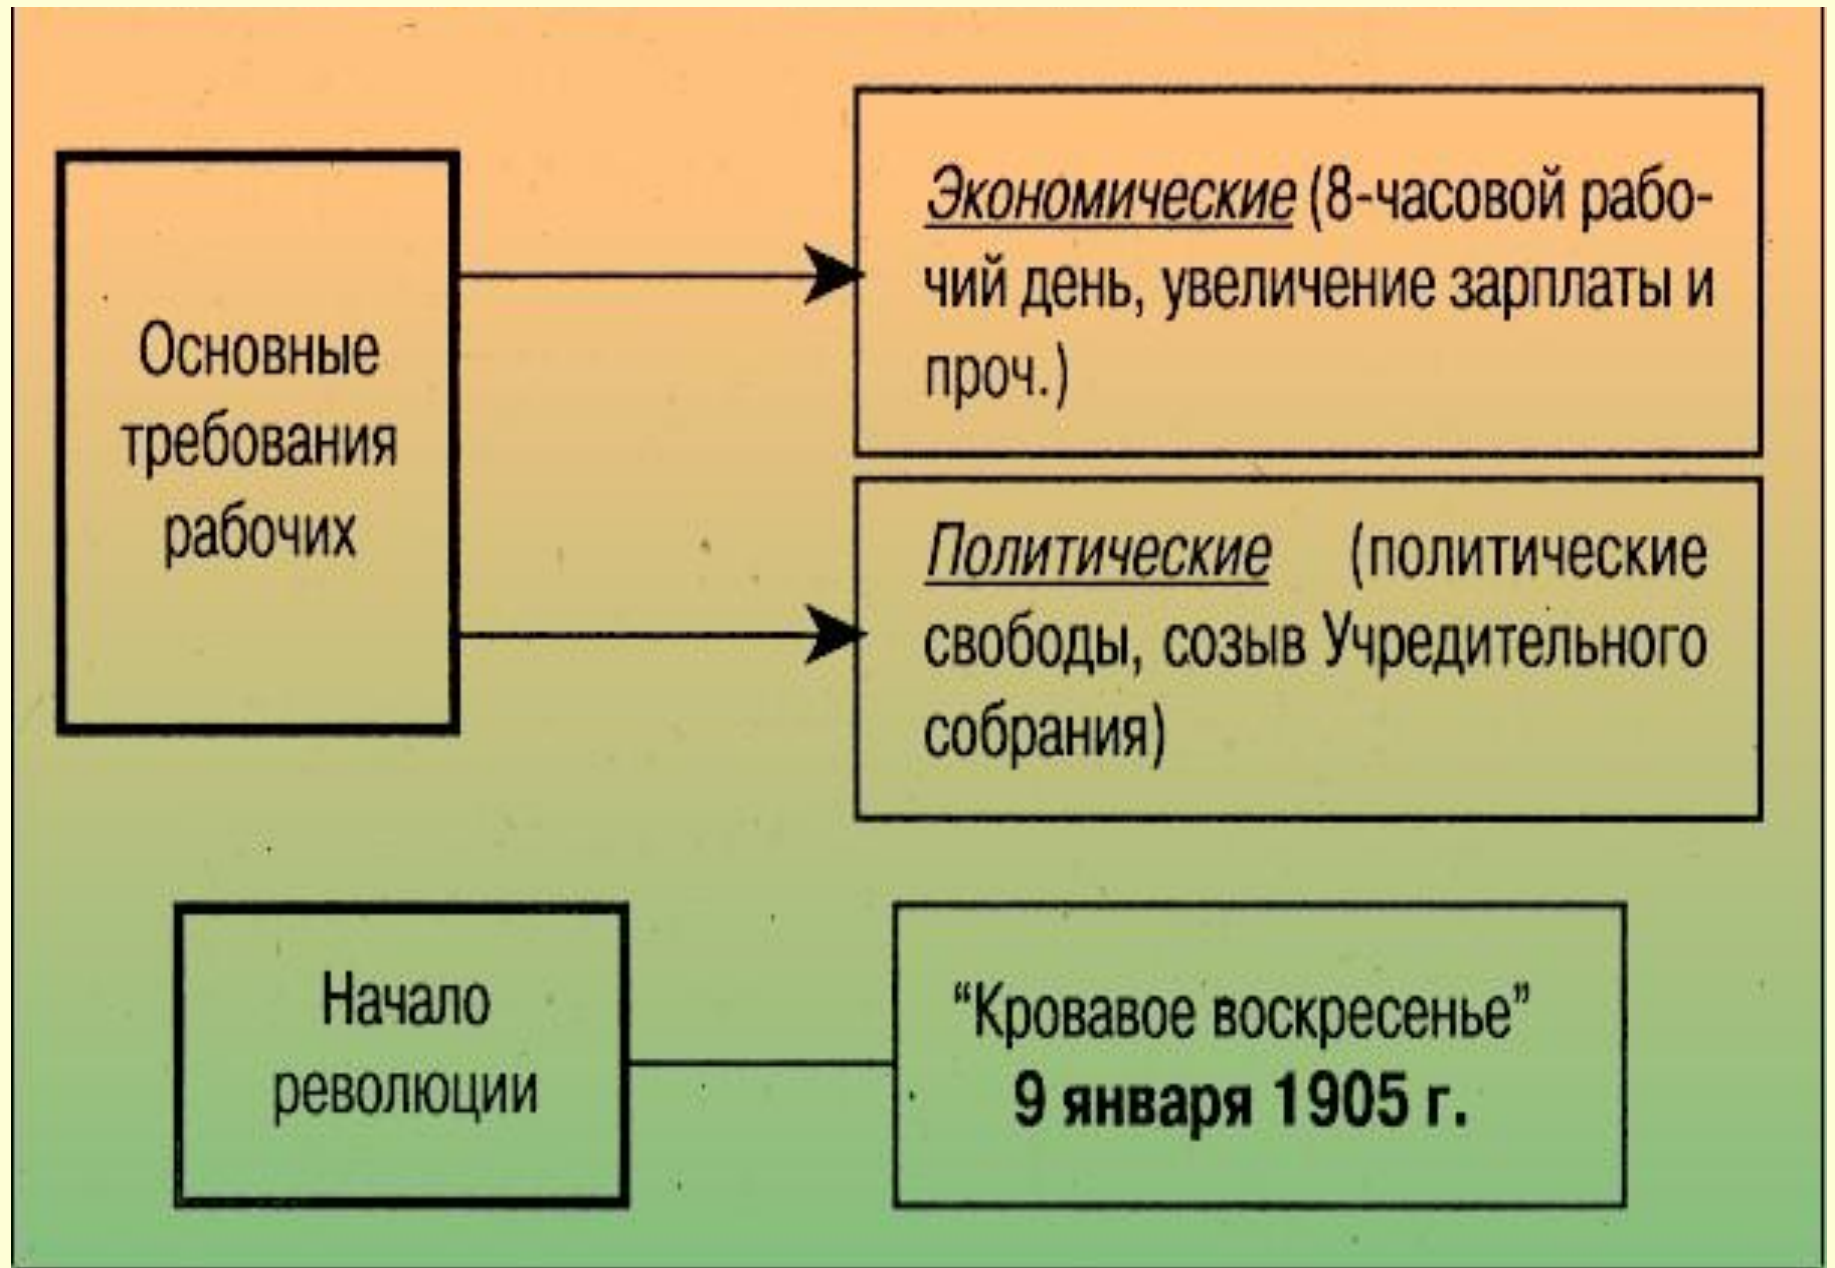 Основные
требования
рабочих
Экономические (8-часовой рабо-
чий день, увеличение зарплаты и
проч.)
Политические (политические
свободы, созыв Учредительного
собрания)
Начало
революции
“Кровавое воскресенье”
9 января 1905 г.